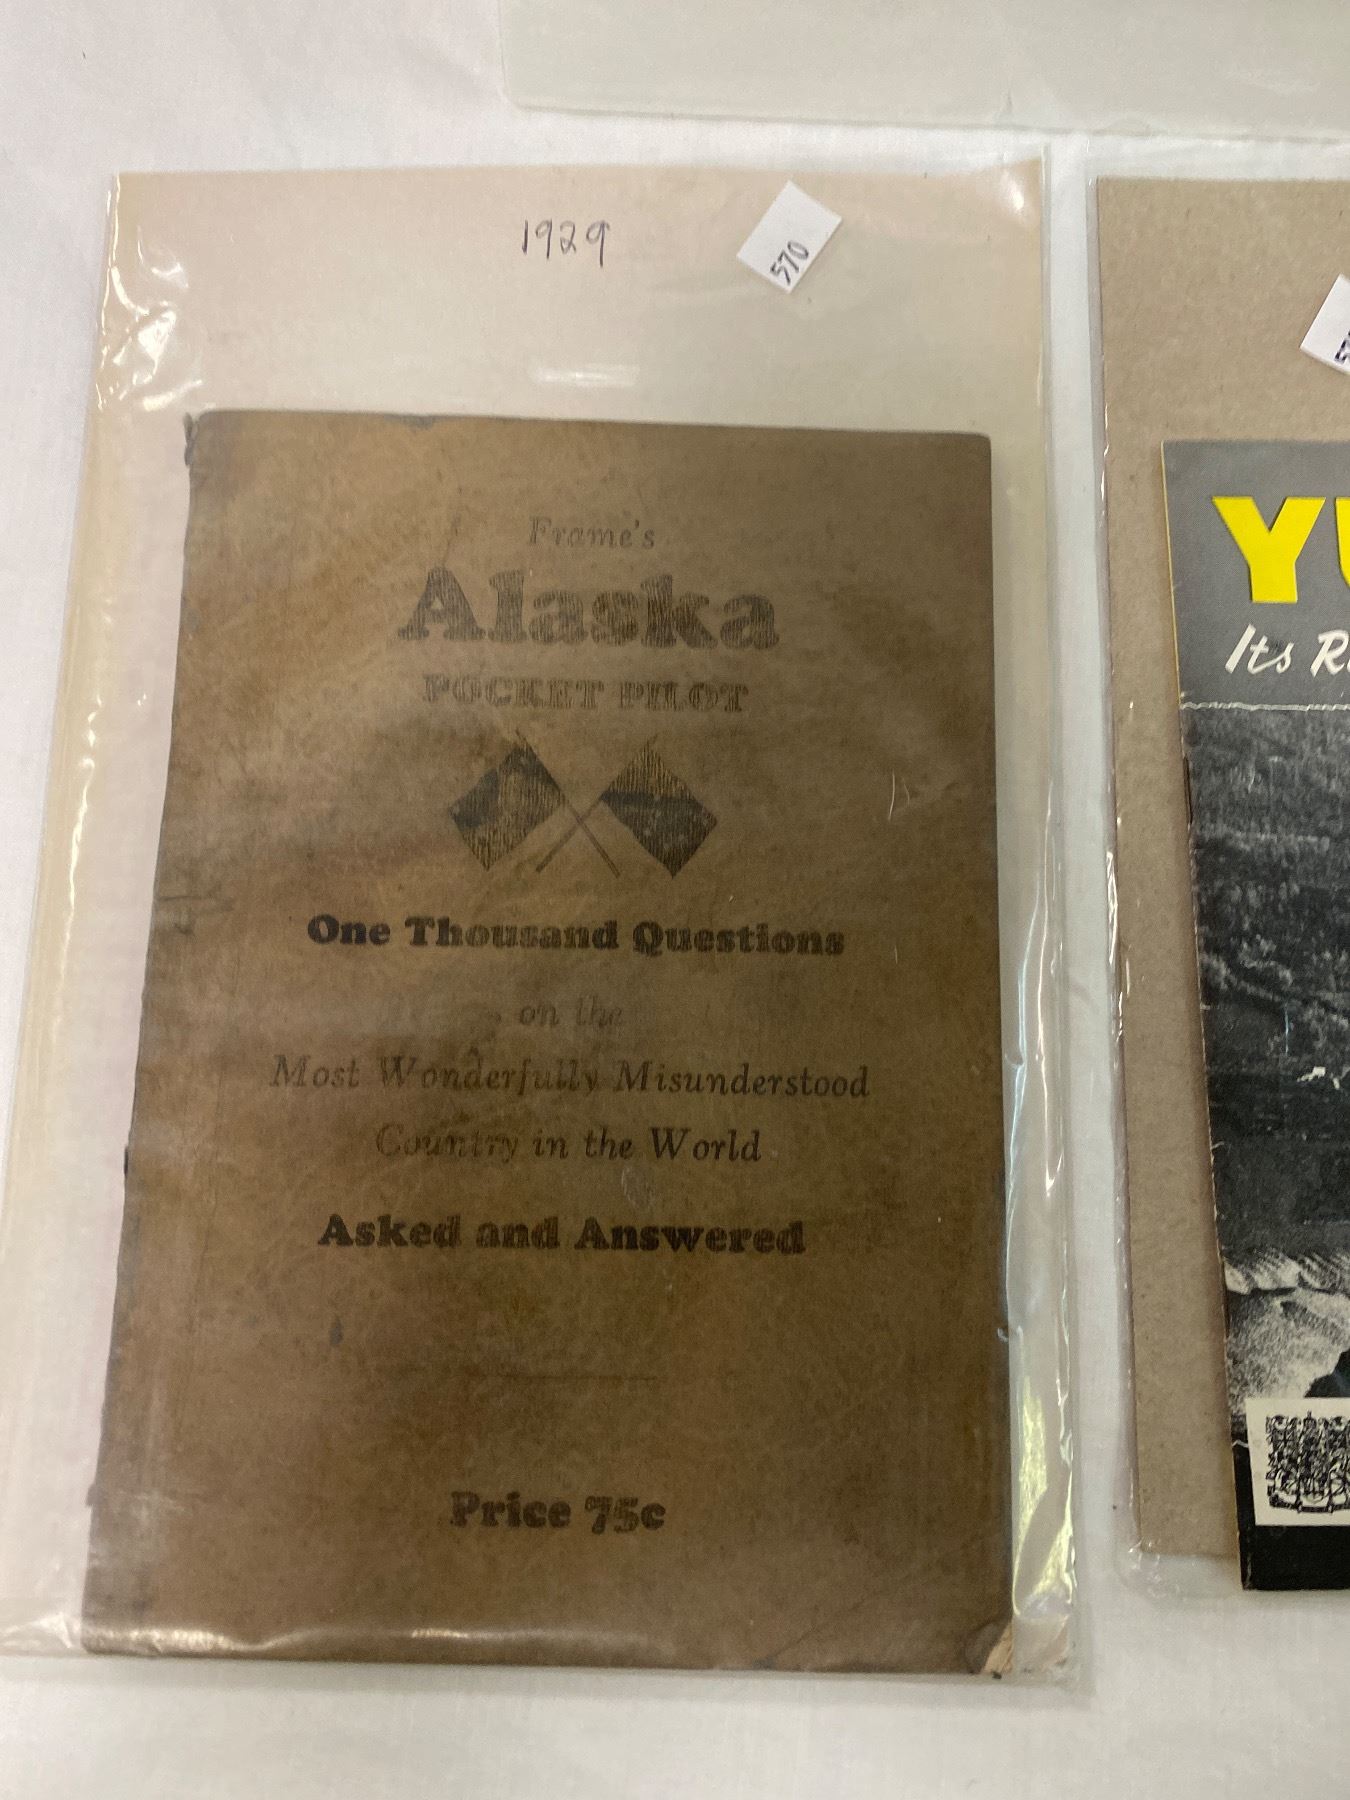 1929
570
Frame's
Alaska
POCKET PILOT
One Thousand Questions
on the
Most Wonderfully Misunderstood
Country in the World
Asked and Answered
Price 75c
Its